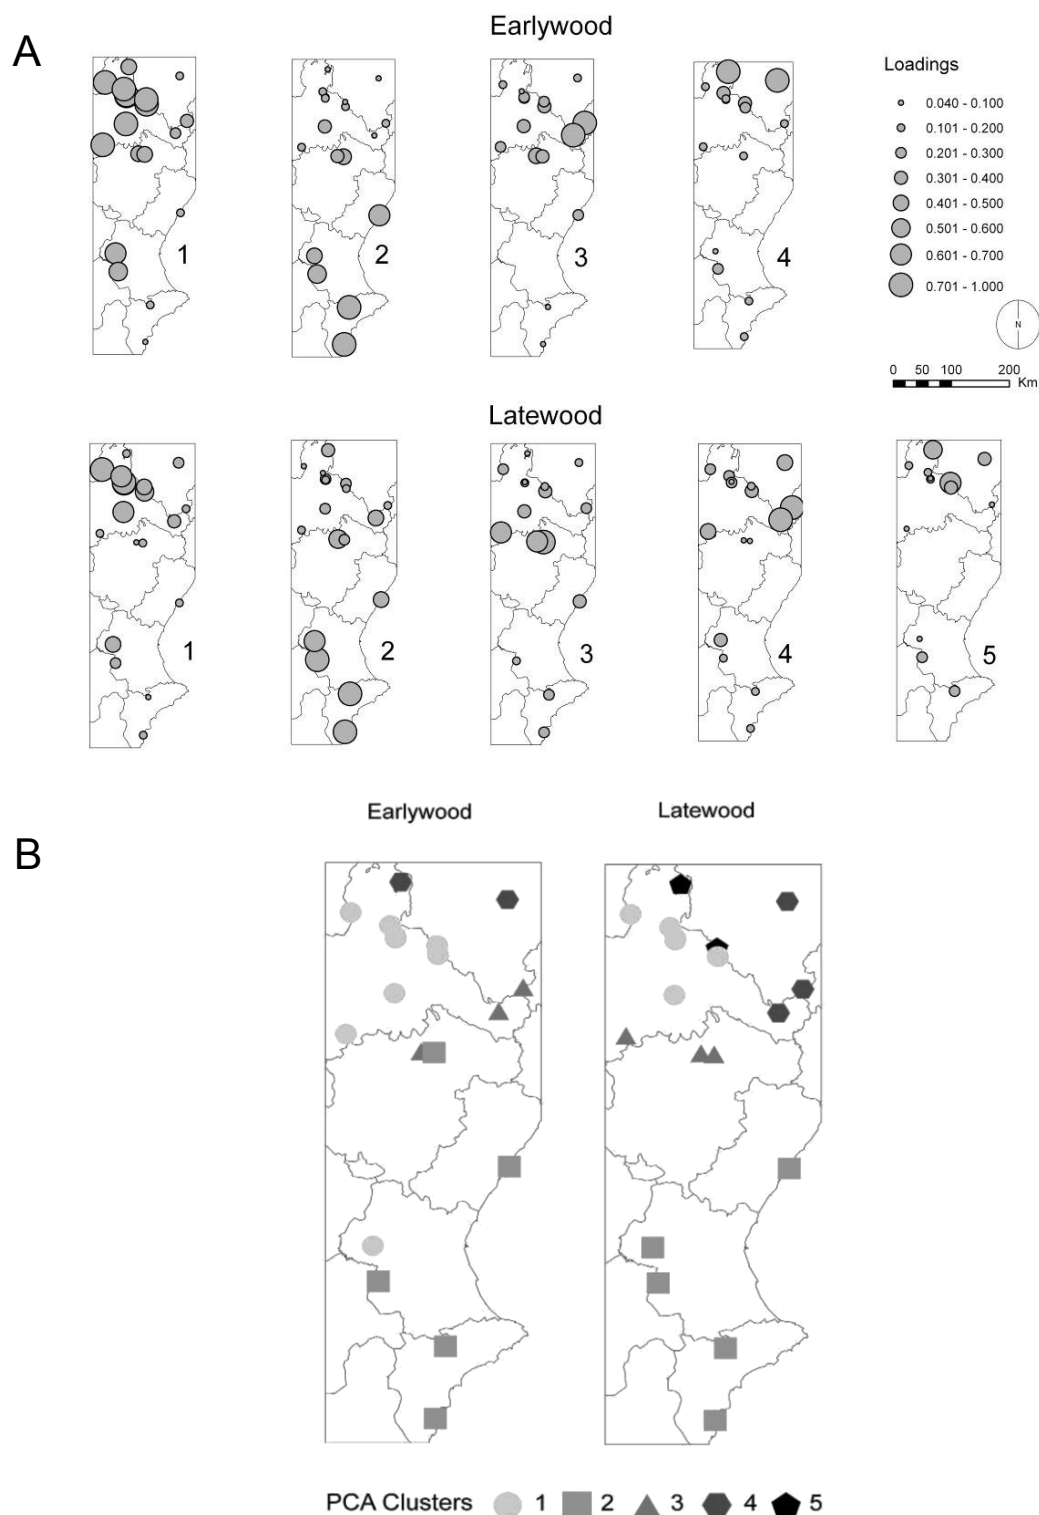 A
Earlywood
1
2
3
4
Loadings
0.040 - 0.100
0.101 - 0.200
0.201 - 0.300
0.301 - 0.400
0.401 - 0.500
0.501 - 0.600
0.601 - 0.700
0.701 - 1.000
N
0 50 100 200
Km
Latewood
1
2
3
4
5
B
Earlywood
Latewood
PCA Clusters 1 2 3 4 5